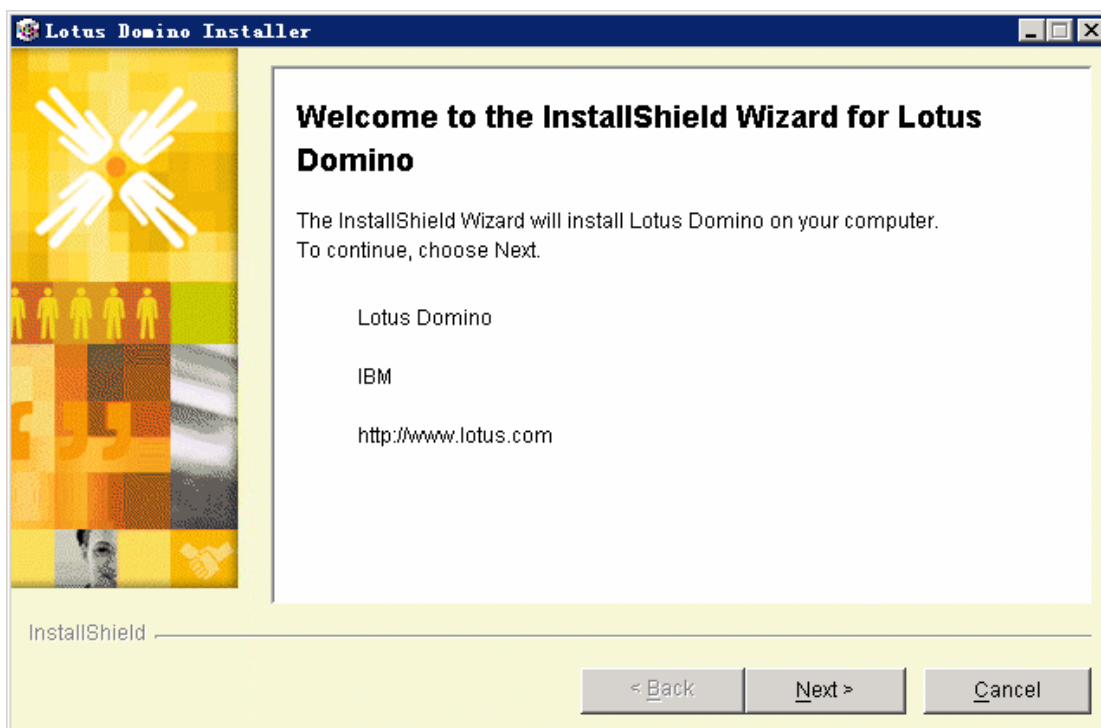 Lotus Domino Installer
Welcome to the InstallShield Wizard for Lotus
Domino
The InstallShield Wizard will install Lotus Domino on your computer.
To continue, choose Next.
Lotus Domino
IBM
http://www.lotus.com
InstallShield
< Back
Next >
Cancel